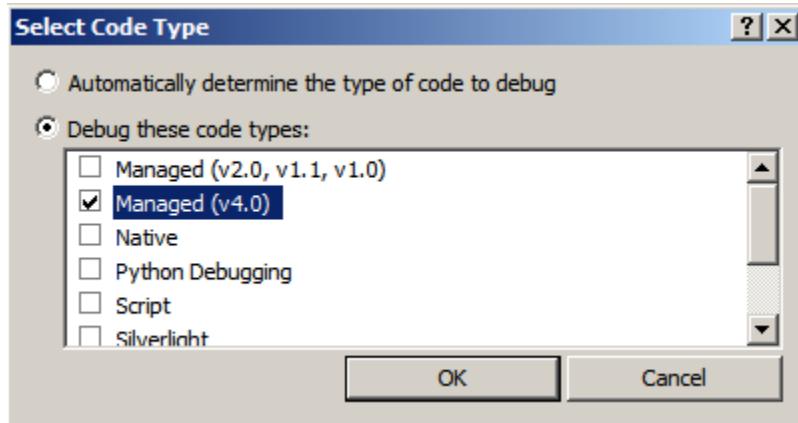 Select Code Type
Automatically determine the type of code to debug
Debug these code types:
Managed (v2.0, v1.1, v1.0)
Managed (v4.0)
Native
Python Debugging
Script
Silverlight
OK Cancel